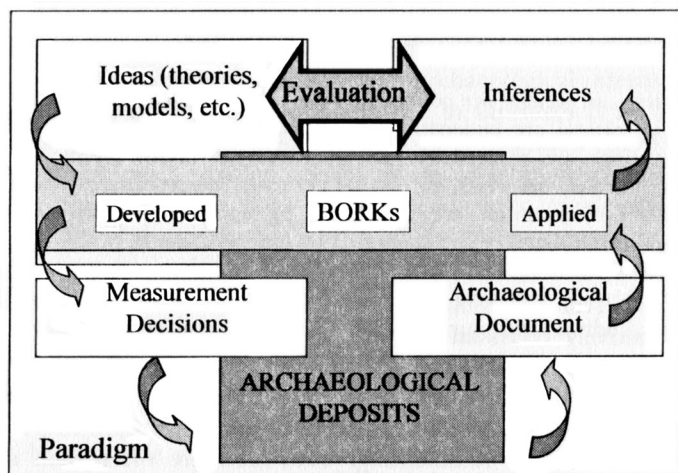 Ideas (theories,
models, etc.)
Evaluation
Inferences
Developed
BORKs
Applied
Measurement
Decisions
Archaeological
Document
ARCHAEOLOGICAL
DEPOSITS
Paradigm